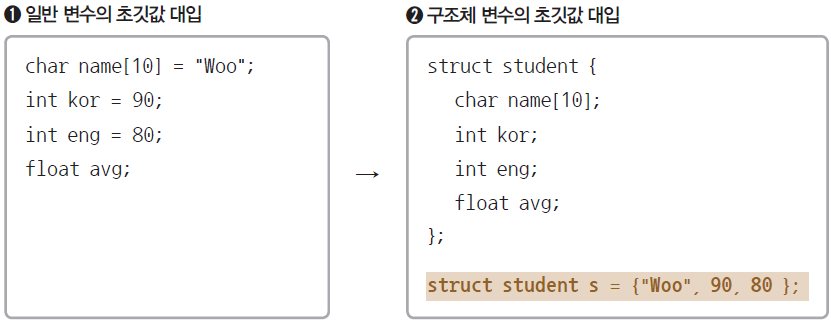 ❶ 일반 변수의 초깃값 대입
char name[10] = "Woo";
int kor = 90;
int eng = 80;
float avg;
→
❷ 구조체 변수의 초깃값 대입
struct student {
char name[10];
int kor;
int eng;
float avg;
};
struct student s = {"Woo", 90, 80 };